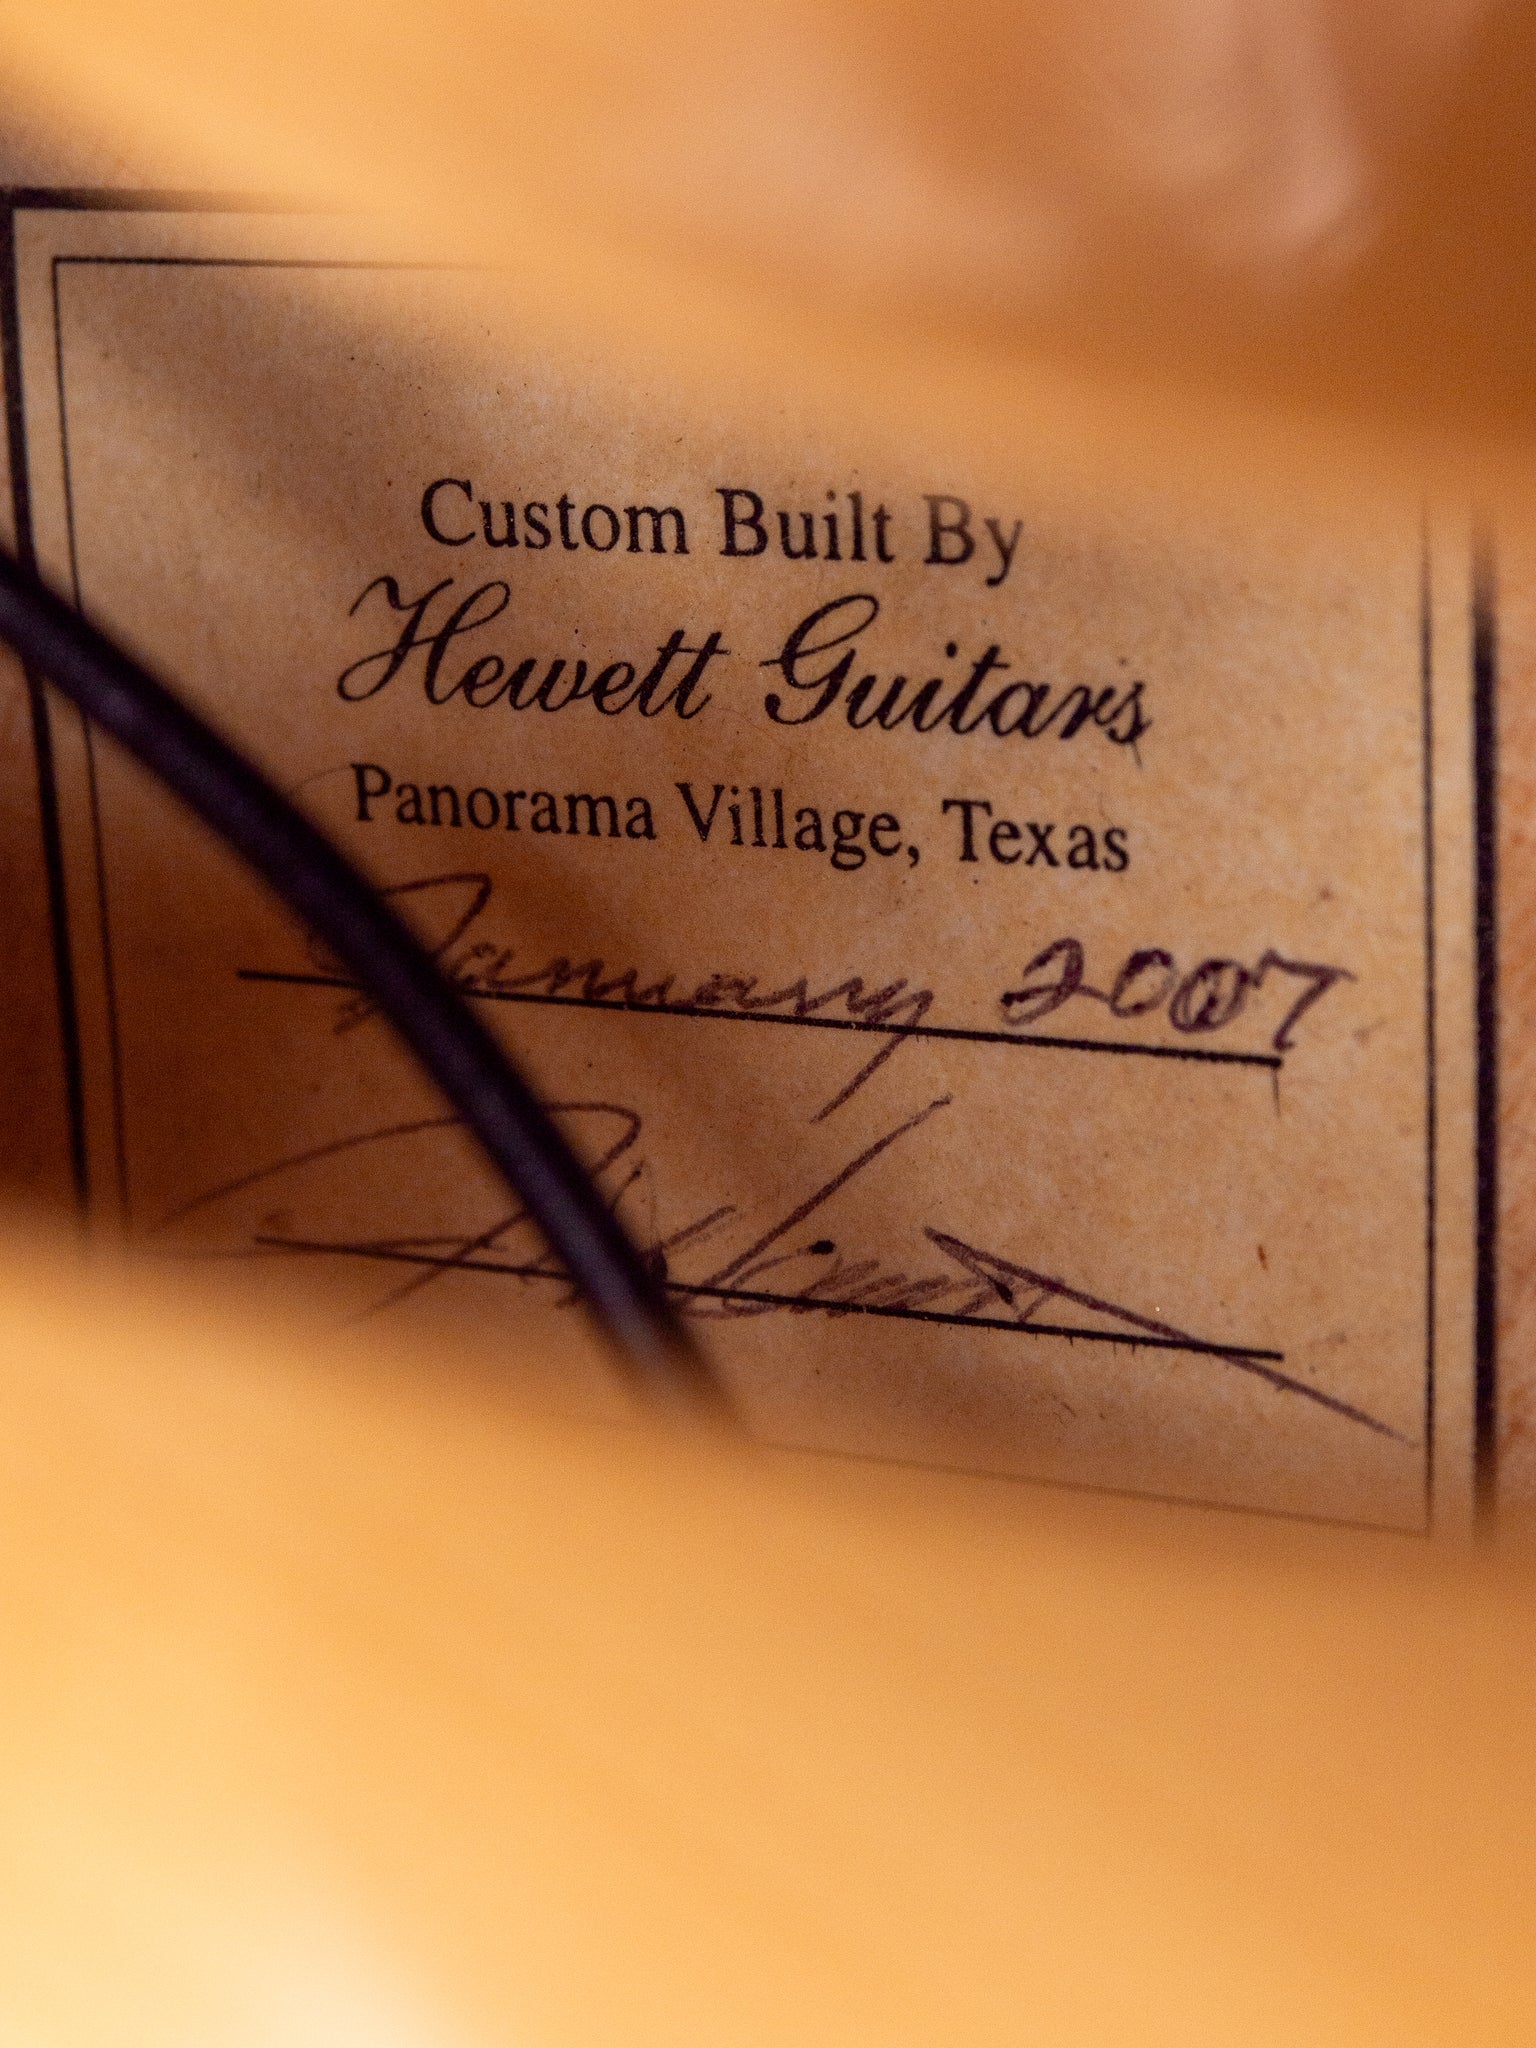 Custom Built By
Hewett Guitars
Panorama Village, Texas
January 2007